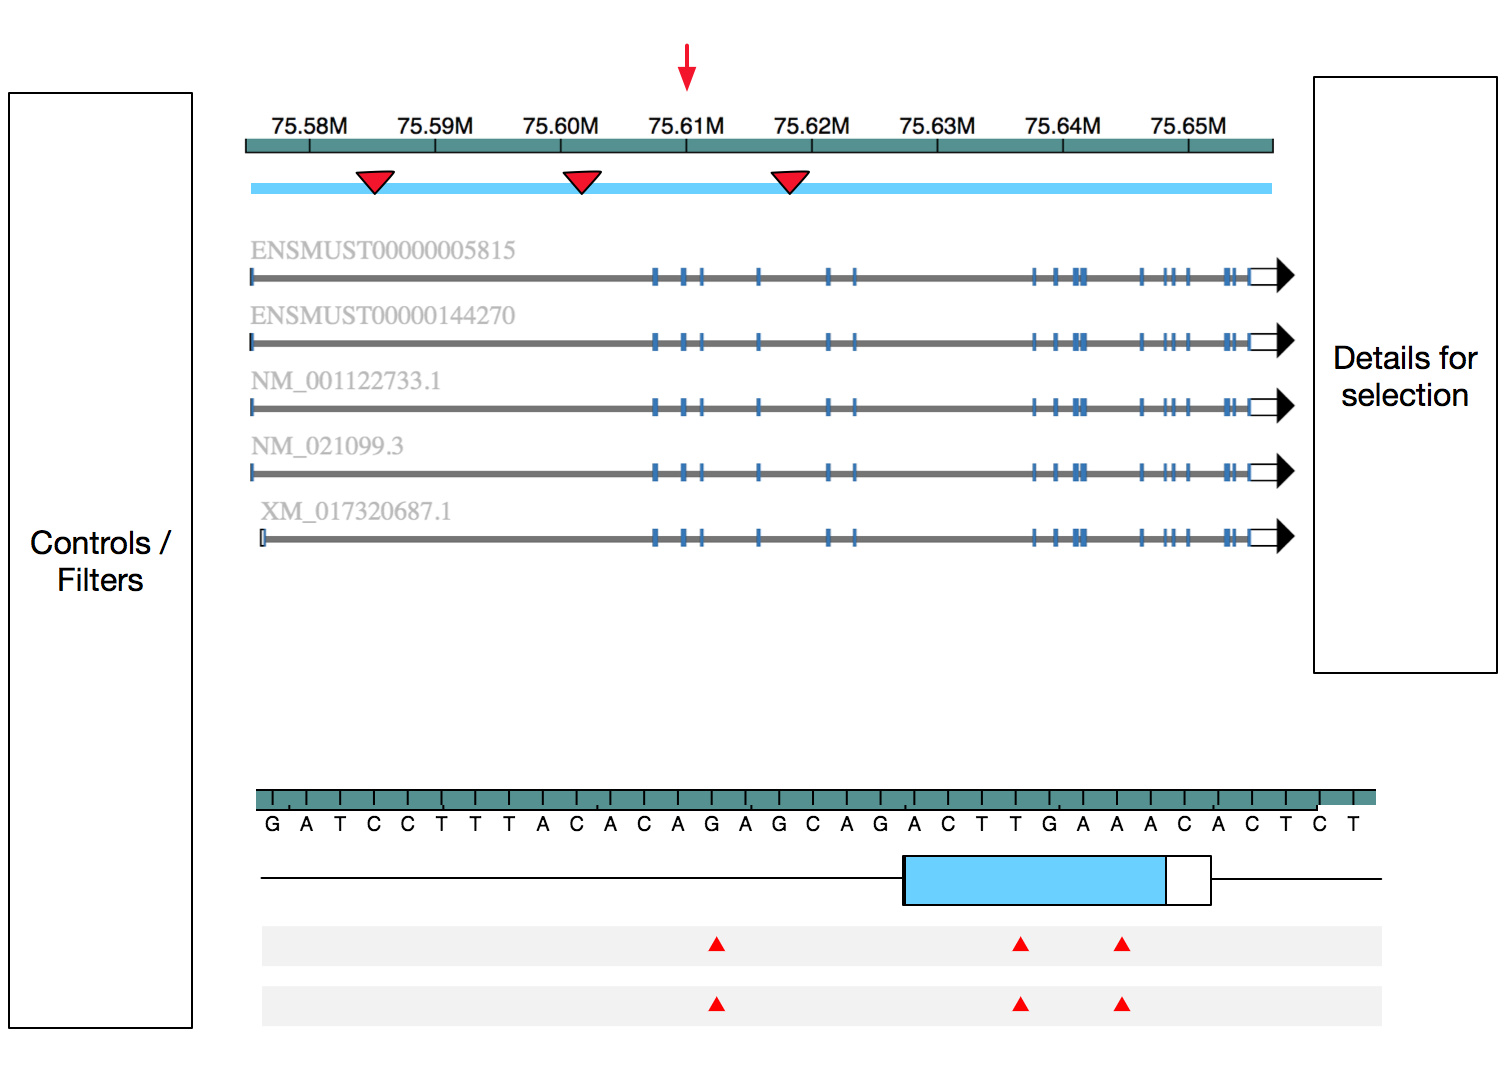 75.58M 75.59M 75.60M 75.61M 75.62M 75.63M 75.64M 75.65M
ENSMUST00000005815
ENSMUST00000144270
NM_001122733.1
NM_021099.3
XM_017320687.1
Controls /
Filters
Details for
selection
G A T C C T T T A C A C A G A G C A G A C T T G A A A C A C T C T